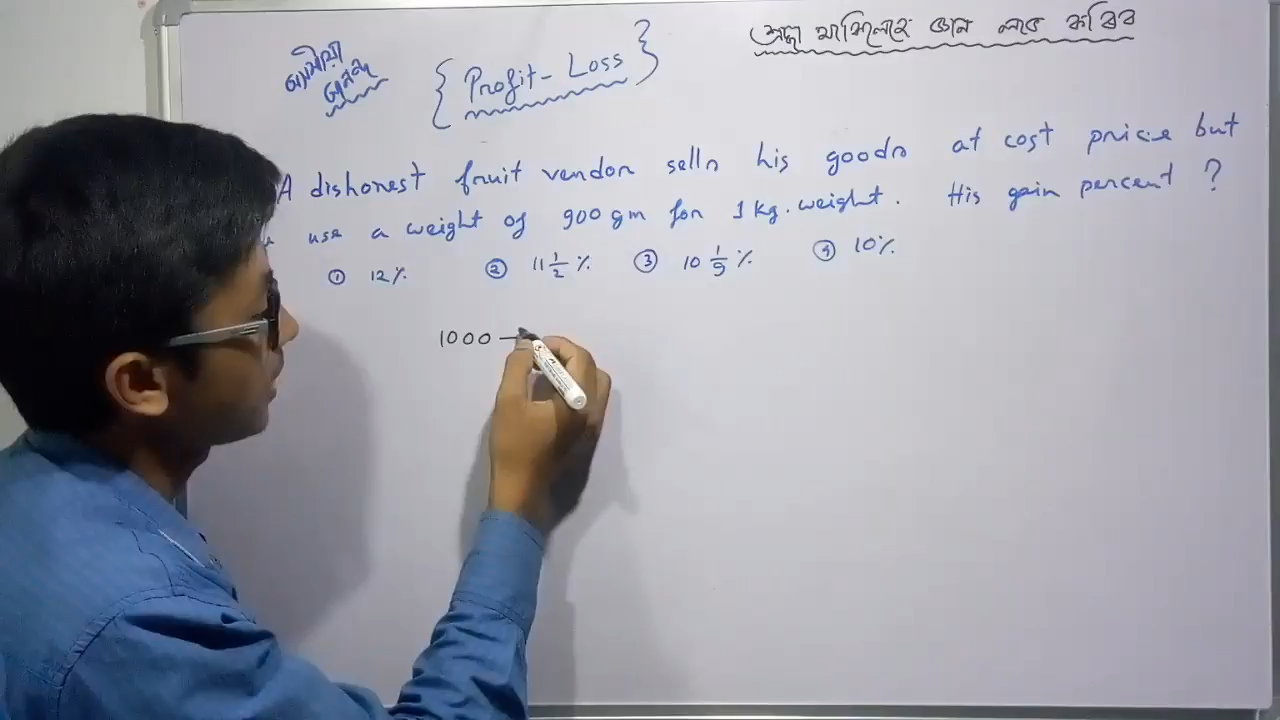 অসমীয়া
{ Profit - Loss }
A dishonest fruit vendor sells his goods at cost price but
use a weight of 900 gm for 1 kg. weight. His gain percent ?
① 12% ② 11 1/2 % ③ 10 1/9 % ④ 10%
1000 —